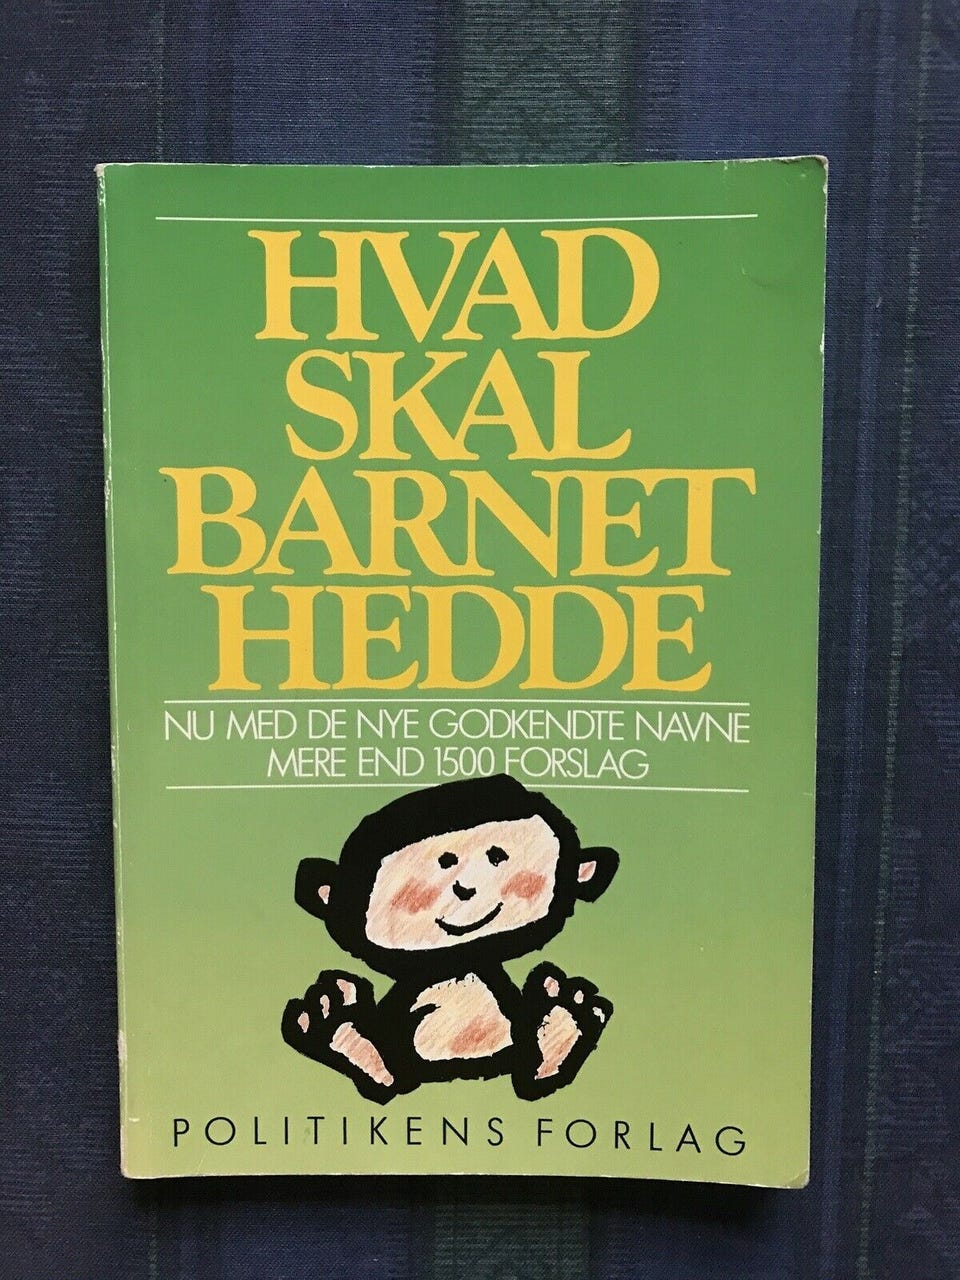 HVAD
SKAL
BARNET
HEDDE
NU MED DE NYE GODKENDTE NAVNE
MERE END 1500 FORSLAG
POLITIKENS FORLAG